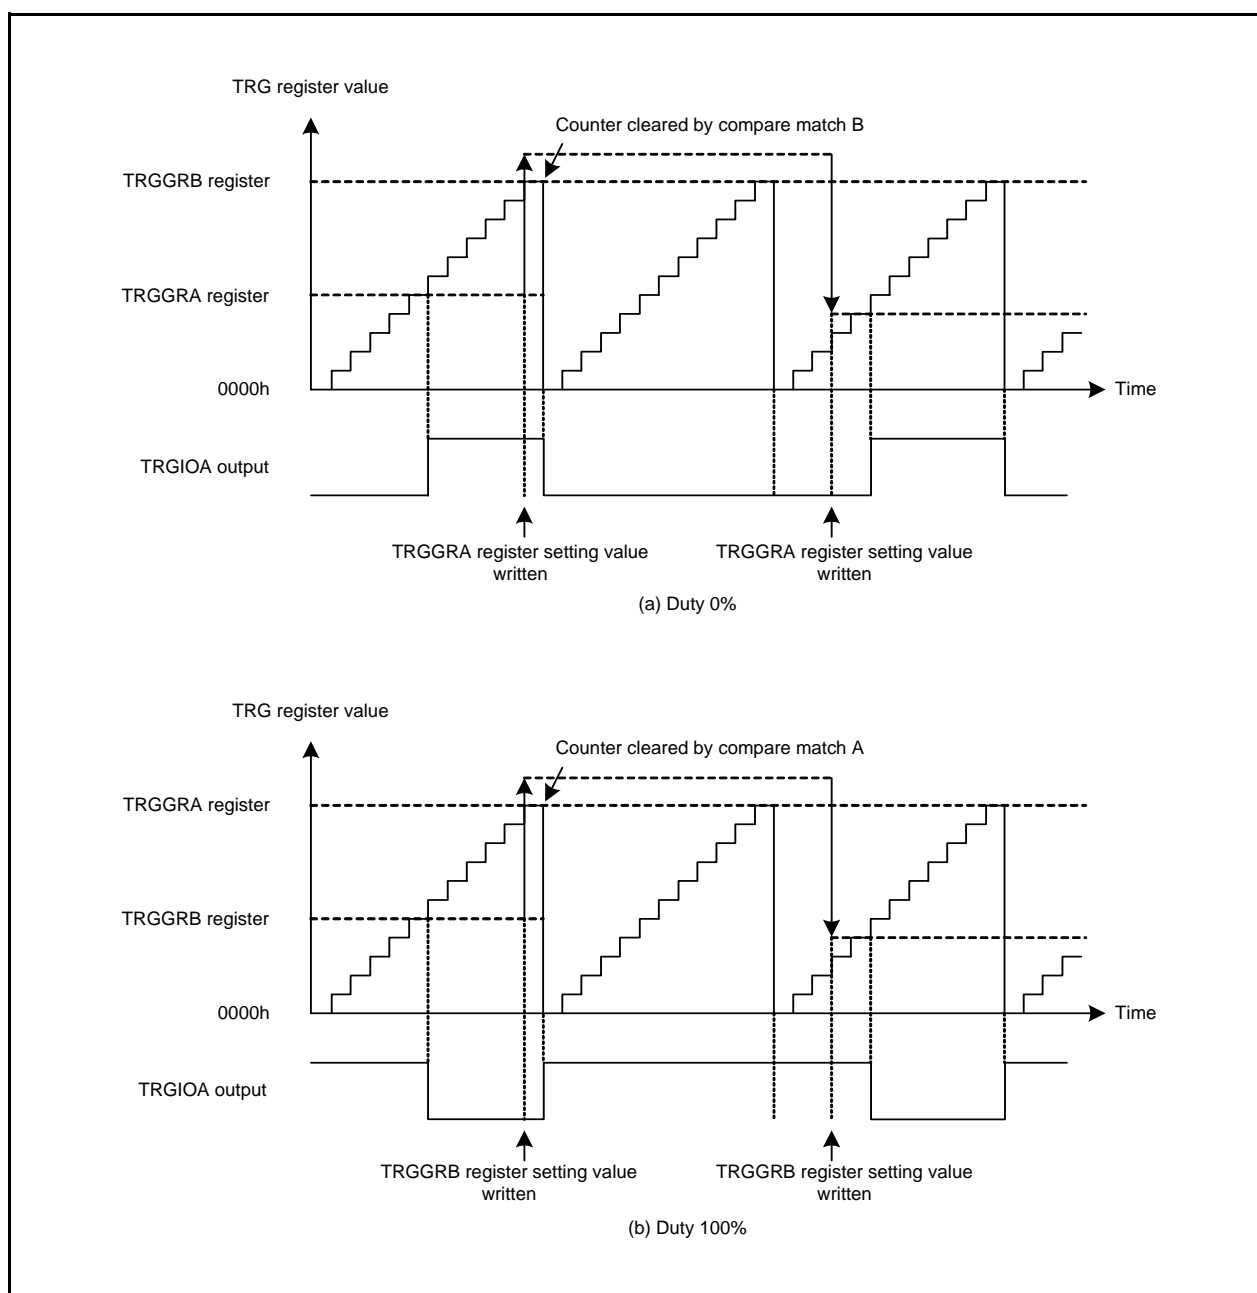 TRG register value
Counter cleared by compare match B
TRGGRB register
TRGGRA register
0000h
Time
TRGIOA output
TRGGRA register setting value
written
TRGGRA register setting value
written
(a) Duty 0%
TRG register value
Counter cleared by compare match A
TRGGRA register
TRGGRB register
0000h
Time
TRGIOA output
TRGGRB register setting value
written
TRGGRB register setting value
written
(b) Duty 100%